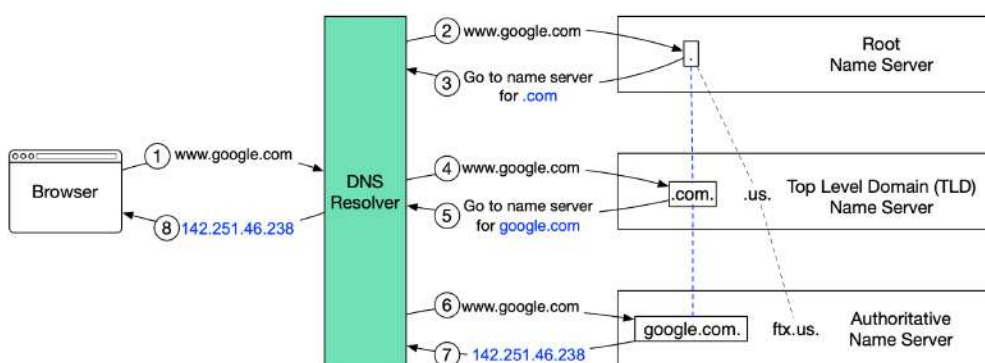 ② www.google.com
Root
Name Server
.
③ Go to name server
for .com
① www.google.com
Browser
DNS
Resolver
④ www.google.com
.com.
.us.
Top Level Domain (TLD)
Name Server
⑤ Go to name server
for google.com
⑧ 142.251.46.238
⑥ www.google.com
google.com.
ftx.us.
Authoritative
Name Server
⑦ 142.251.46.238